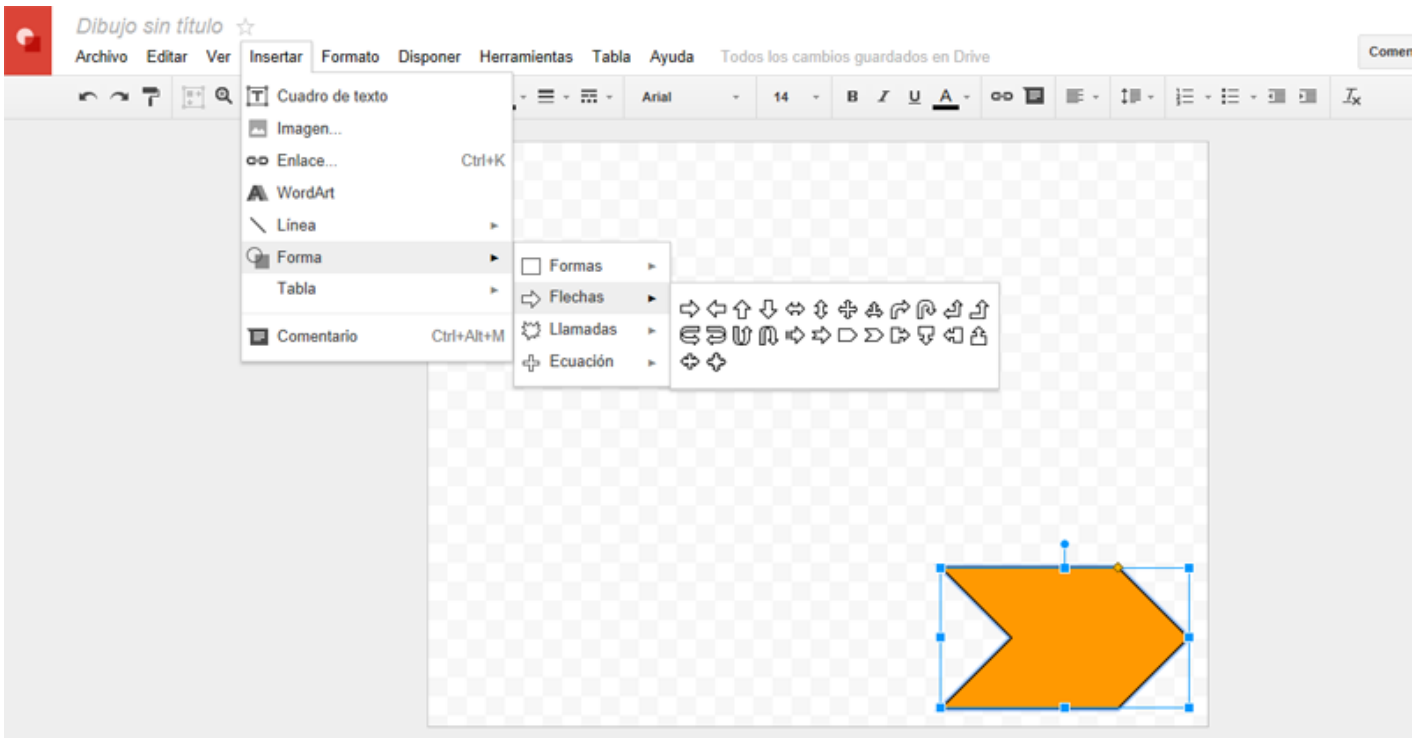 Dibujo sin título
Archivo Editar Ver Insertar Formato Disponer Herramientas Tabla Ayuda Todos los cambios guardados en Drive
Comen
Arial 14 B I U A
Cuadro de texto
Imagen...
Enlace... Ctrl+K
WordArt
Línea
Forma
Tabla
Comentario Ctrl+Alt+M
Formas
Flechas
Llamadas
Ecuación